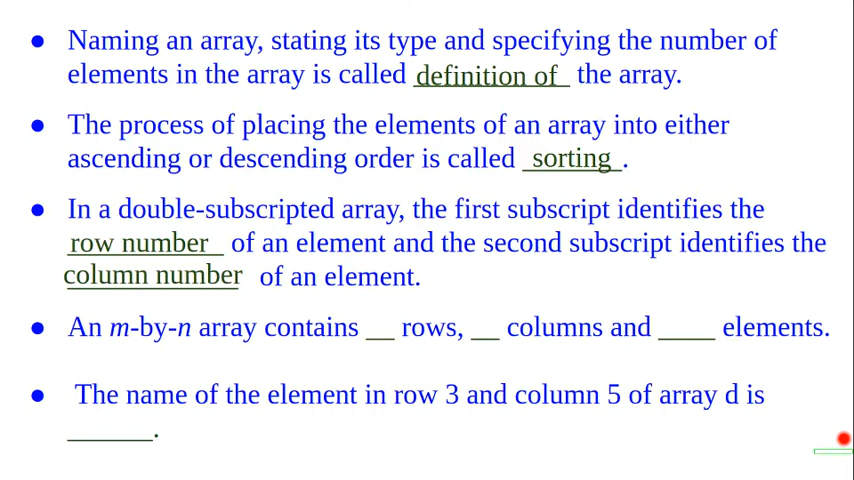 ● Naming an array, stating its type and specifying the number of
elements in the array is called definition of the array.
● The process of placing the elements of an array into either
ascending or descending order is called sorting.
● In a double-subscripted array, the first subscript identifies the
row number of an element and the second subscript identifies the
column number of an element.
● An m-by-n array contains __ rows, __ columns and ____ elements.
● The name of the element in row 3 and column 5 of array d is
______.